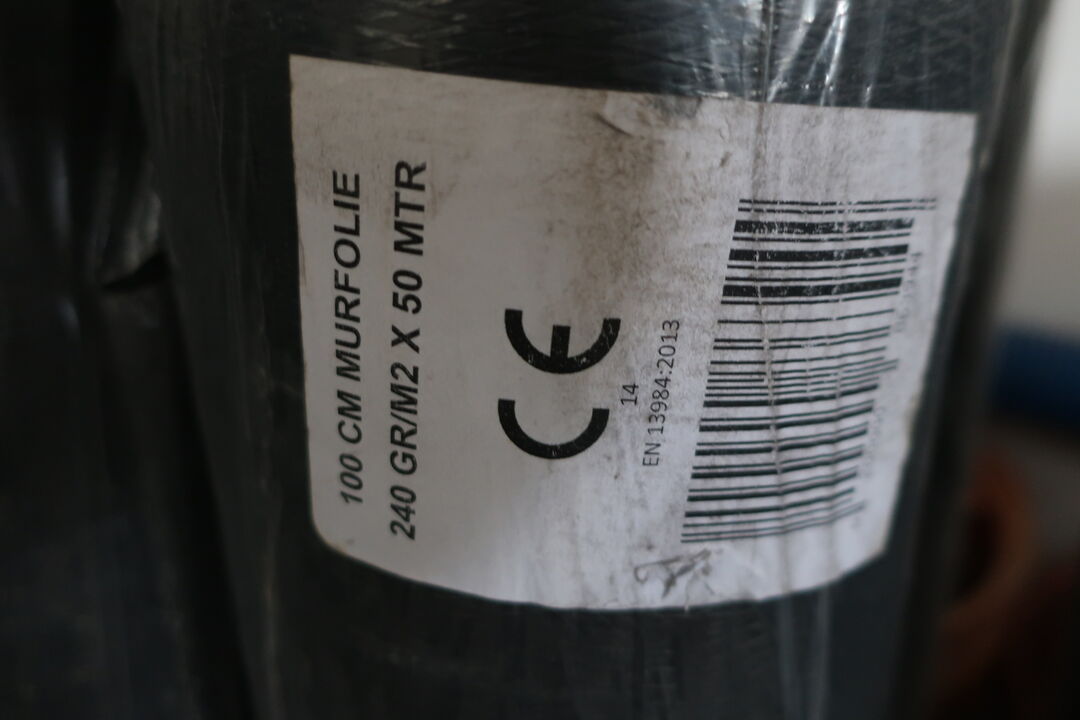 100 CM MURFOLIE
240 GR/M2 X 50 MTR
CE
14
EN 13984:2013